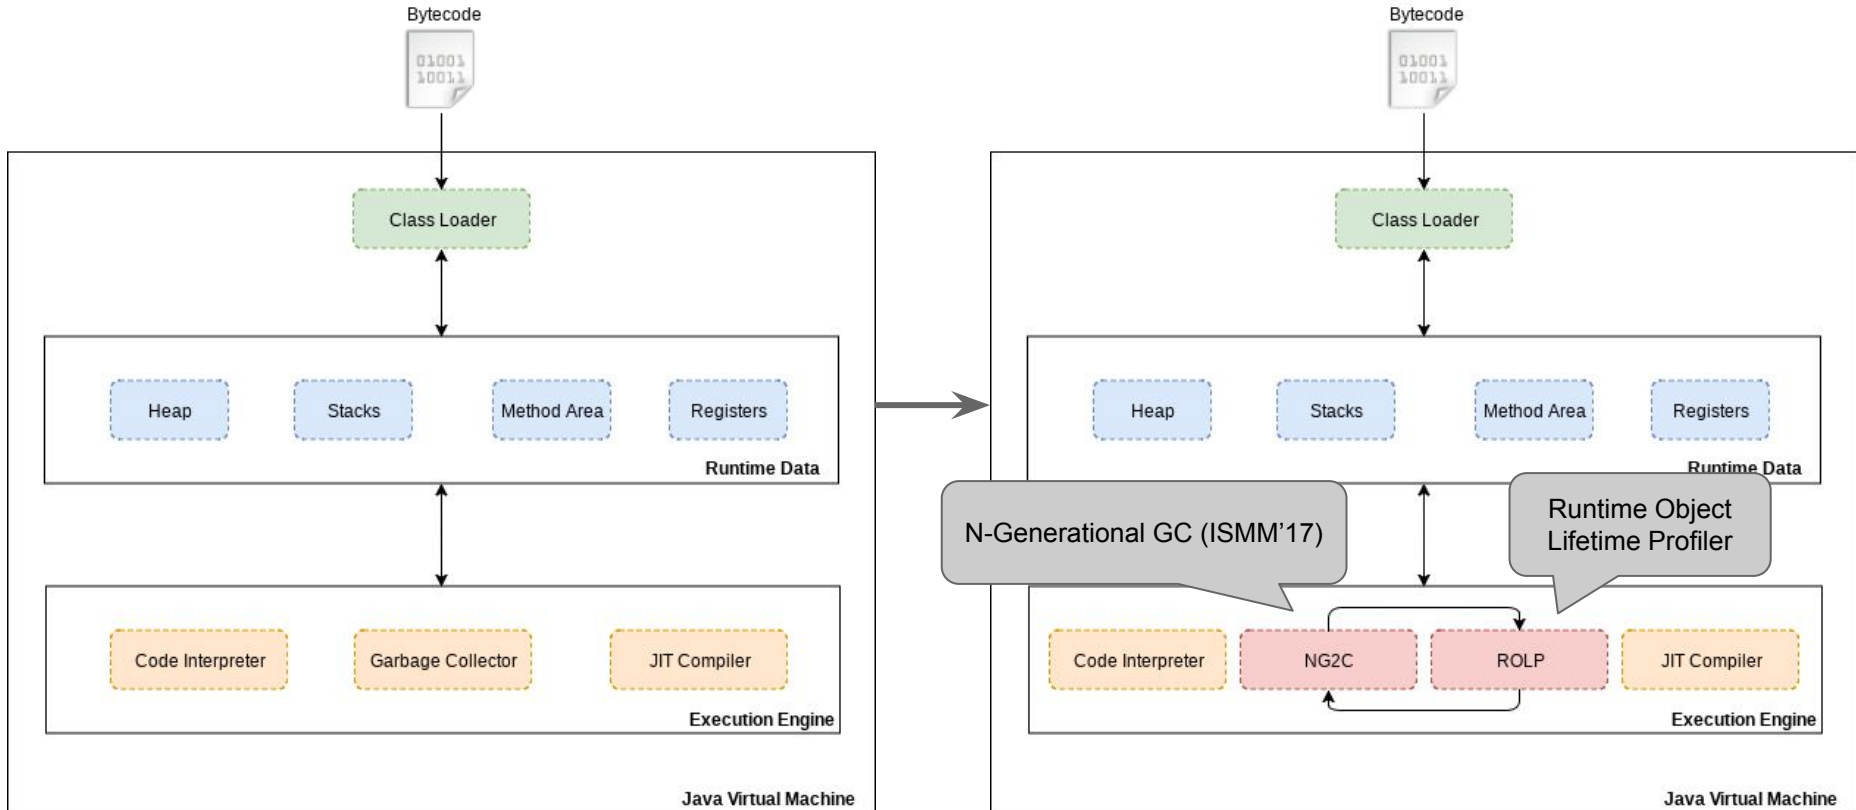 Bytecode
01001
10011
Class Loader
Heap
Stacks
Method Area
Registers
Runtime Data
Code Interpreter
Garbage Collector
JIT Compiler
Execution Engine
Java Virtual Machine
Bytecode
01001
10011
Class Loader
Heap
Stacks
Method Area
Registers
Runtime Data
N-Generational GC (ISMM’17)
Runtime Object
Lifetime Profiler
Code Interpreter
NG2C
ROLP
JIT Compiler
Execution Engine
Java Virtual Machine